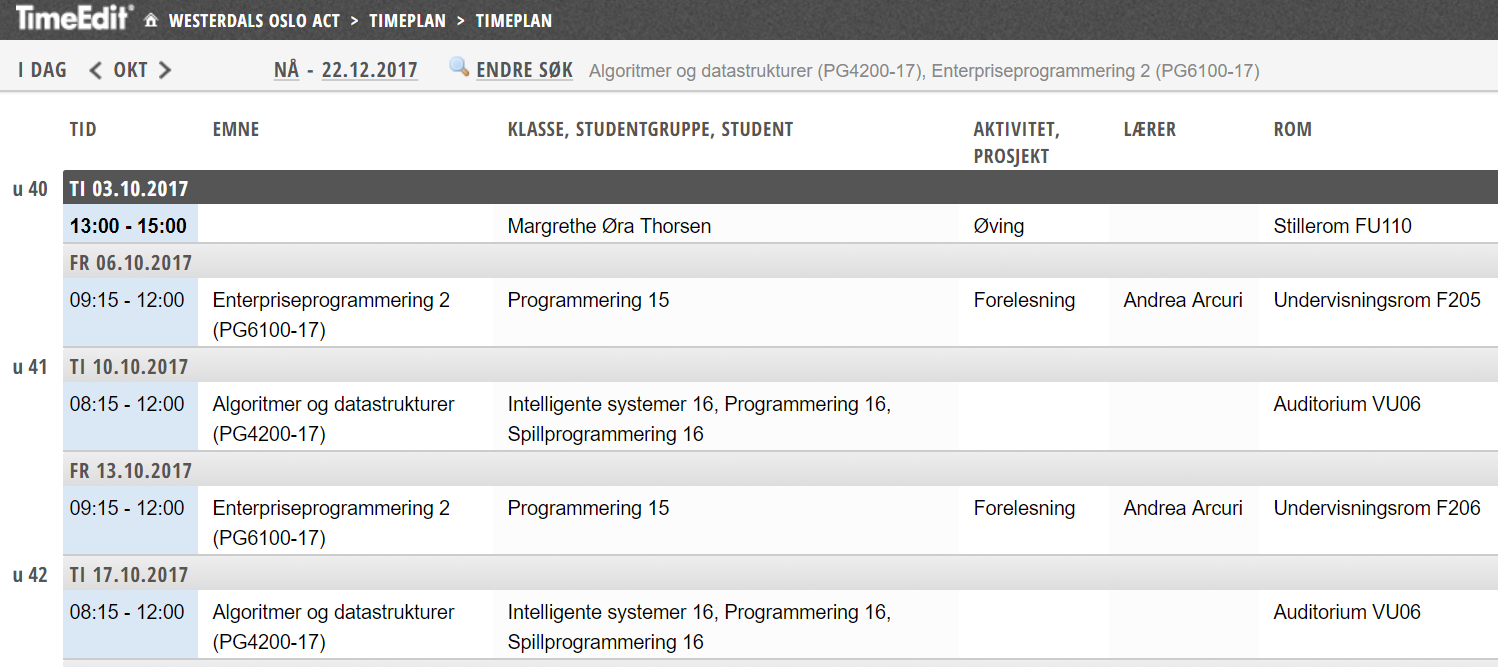 TimeEdit® WESTERDALS OSLO ACT > TIMEPLAN > TIMEPLAN
I DAG < OKT > NÅ - 22.12.2017 ENDRE SØK Algoritmer og datastrukturer (PG4200-17), Enterpriseprogrammering 2 (PG6100-17)
TID EMNE KLASSE, STUDENTGRUPPE, STUDENT AKTIVITET, LÆRER ROM
PROSJEKT
u 40 TI 03.10.2017
13:00 - 15:00 Margrethe Øra Thorsen Øving Stillerom FU110
FR 06.10.2017
09:15 - 12:00 Enterpriseprogrammering 2 Programmering 15 Forelesning Andrea Arcuri Undervisningsrom F205
(PG6100-17)
u 41 TI 10.10.2017
08:15 - 12:00 Algoritmer og datastrukturer Intelligente systemer 16, Programmering 16, Auditorium VU06
(PG4200-17) Spillprogrammering 16
FR 13.10.2017
09:15 - 12:00 Enterpriseprogrammering 2 Programmering 15 Forelesning Andrea Arcuri Undervisningsrom F206
(PG6100-17)
u 42 TI 17.10.2017
08:15 - 12:00 Algoritmer og datastrukturer Intelligente systemer 16, Programmering 16, Auditorium VU06
(PG4200-17) Spillprogrammering 16